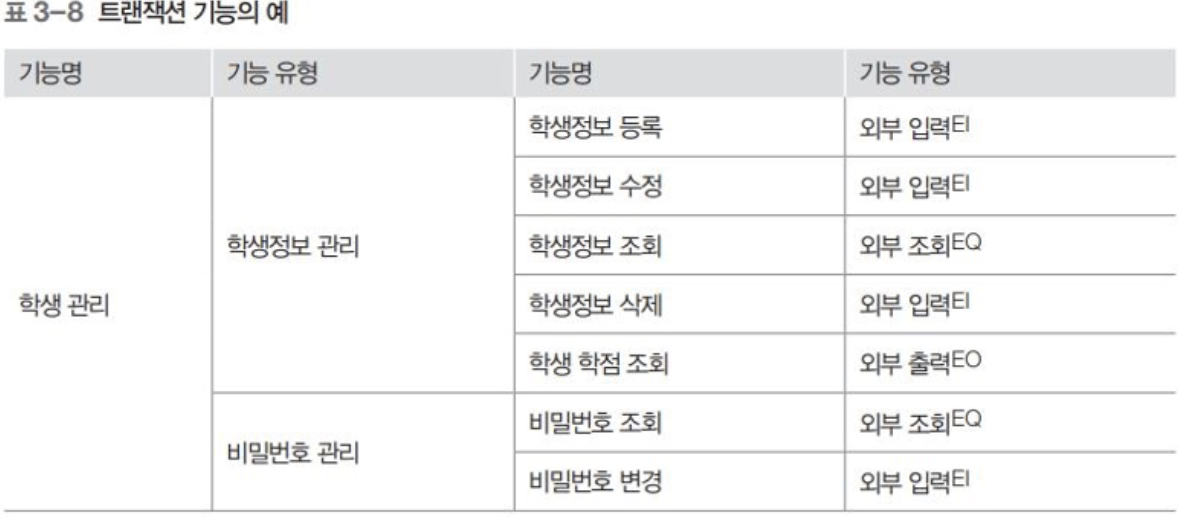 표 3-8 트랜잭션 기능의 예
기능명 기능 유형 기능명 기능 유형
학생 관리
학생정보 관리
학생정보 등록 외부 입력EI
학생정보 수정 외부 입력EI
학생정보 조회 외부 조회EQ
학생정보 삭제 외부 입력EI
학생 학점 조회 외부 출력EO
비밀번호 관리
비밀번호 조회 외부 조회EQ
비밀번호 변경 외부 입력EI